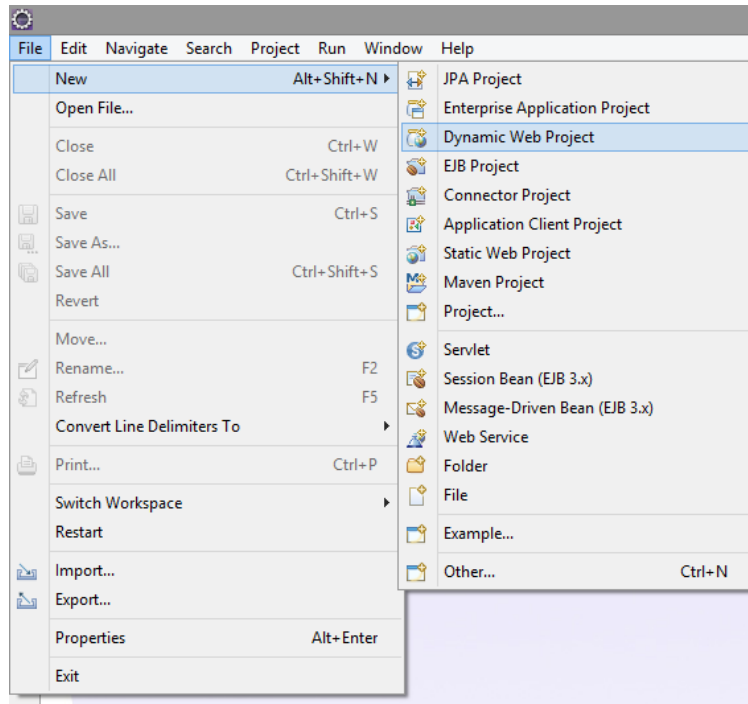 File Edit Navigate Search Project Run Window Help
New Alt+Shift+N
Open File...
Close Ctrl+W
Close All Ctrl+Shift+W
Save Ctrl+S
Save As...
Save All Ctrl+Shift+S
Revert
Move...
Rename... F2
Refresh F5
Convert Line Delimiters To
Print... Ctrl+P
Switch Workspace
Restart
Import...
Export...
Properties Alt+Enter
Exit
JPA Project
Enterprise Application Project
Dynamic Web Project
EJB Project
Connector Project
Application Client Project
Static Web Project
Maven Project
Project...
Servlet
Session Bean (EJB 3.x)
Message-Driven Bean (EJB 3.x)
Web Service
Folder
File
Example...
Other... Ctrl+N